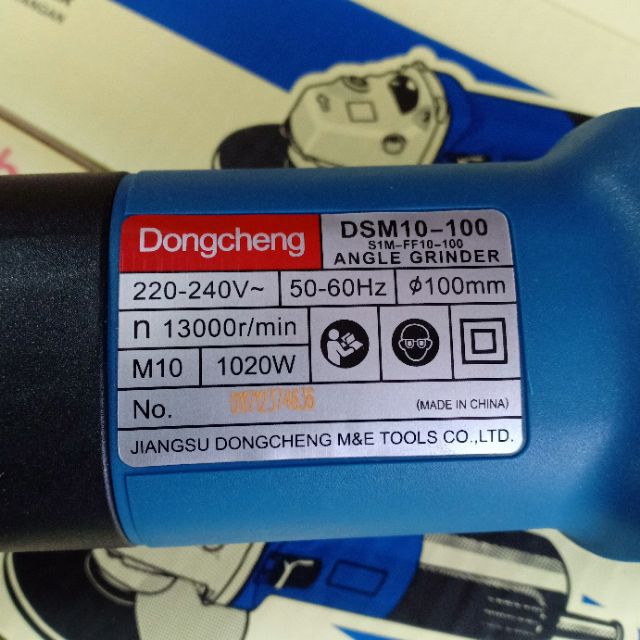 Dongcheng
DSM10-100
S1M-FF10-100
ANGLE GRINDER
220-240V~ 50-60Hz ϕ100mm
n 13000r/min
M10 1020W
No. (MADE IN CHINA)
JIANGSU DONGCHENG M&E TOOLS CO.,LTD.